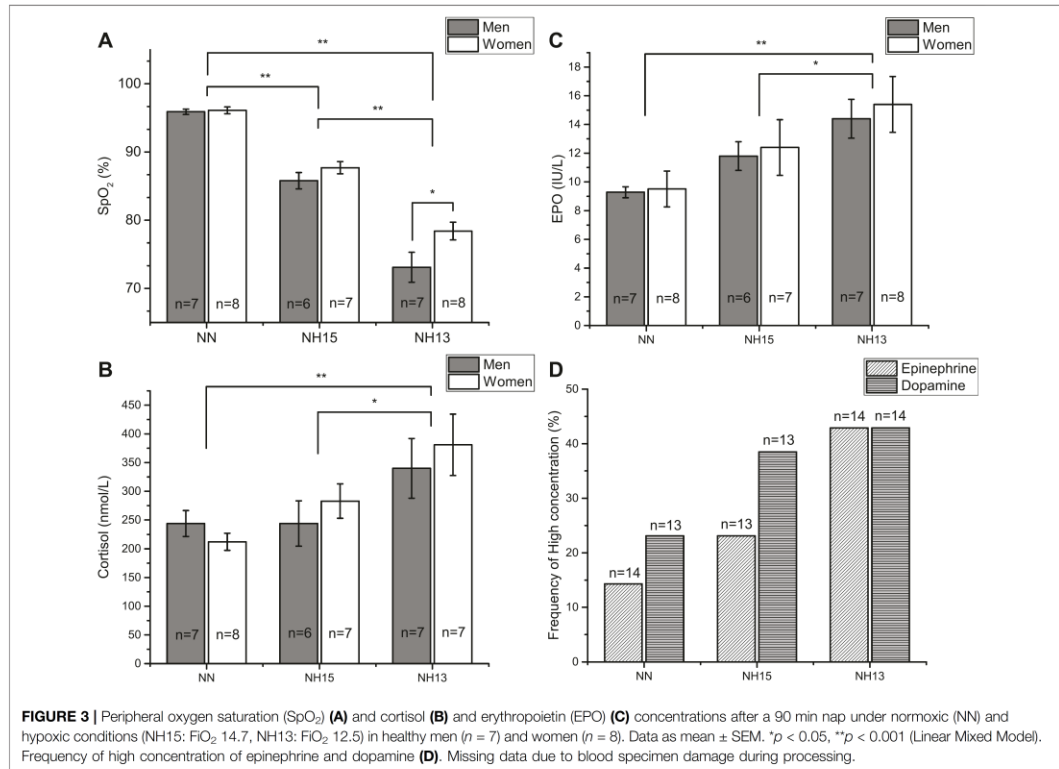 A
Men
Women
**
**
**
*
100
90
80
70
SpO₂ (%)
n=7
n=8
n=6
n=7
n=7
n=8
NN
NH15
NH13
C
Men
Women
**
*
18
16
14
12
10
8
6
4
2
0
EPO (IU/L)
n=7
n=8
n=6
n=7
n=7
n=8
NN
NH15
NH13
B
Men
Women
**
*
450
400
350
300
250
200
150
100
50
0
Cortisol (nmol/L)
n=7
n=8
n=6
n=7
n=7
n=7
NN
NH15
NH13
D
Epinephrine
Dopamine
50
40
30
20
10
0
Frequency of High concentration (%)
n=14
n=13
n=13
n=13
n=14
n=14
NN
NH15
NH13
FIGURE 3 | Peripheral oxygen saturation (SpO₂) (A) and cortisol (B) and erythropoietin (EPO) (C) concentrations after a 90 min nap under normoxic (NN) and
hypoxic conditions (NH15: FiO₂ 14.7, NH13: FiO₂ 12.5) in healthy men (n = 7) and women (n = 8). Data as mean ± SEM. *p < 0.05, **p < 0.001 (Linear Mixed Model).
Frequency of high concentration of epinephrine and dopamine (D). Missing data due to blood specimen damage during processing.